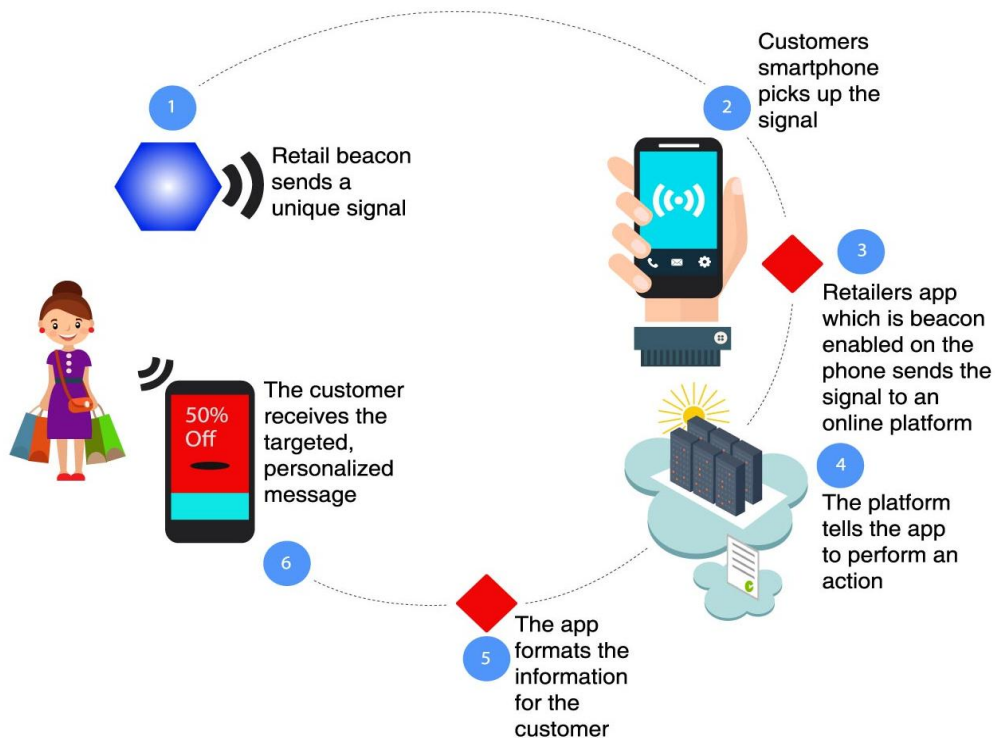 1
Retail beacon
sends a
unique signal
2
Customers
smartphone
picks up the
signal
3
Retailers app
which is beacon
enabled on the
phone sends the
signal to an
online platform
4
The platform
tells the app
to perform an
action
5
The app
formats the
information
for the
customer
6
The customer
receives the
targeted,
personalized
message
50%
Off